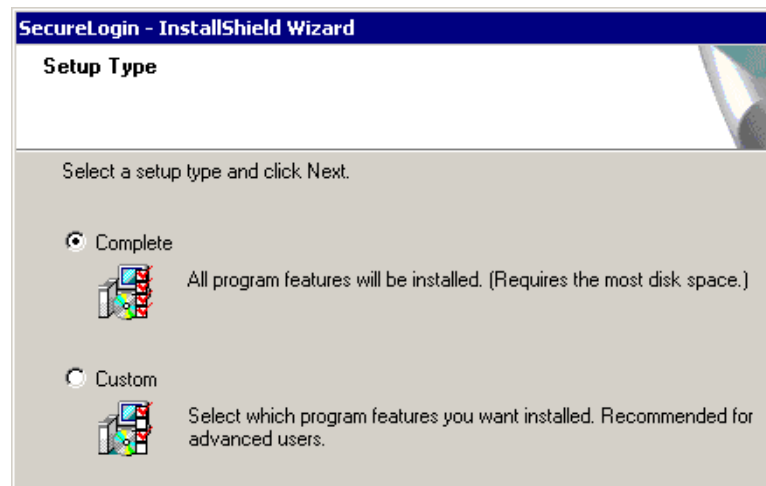 SecureLogin - InstallShield Wizard
Setup Type
Select a setup type and click Next.
Complete
All program features will be installed. (Requires the most disk space.)
Custom
Select which program features you want installed. Recommended for
advanced users.